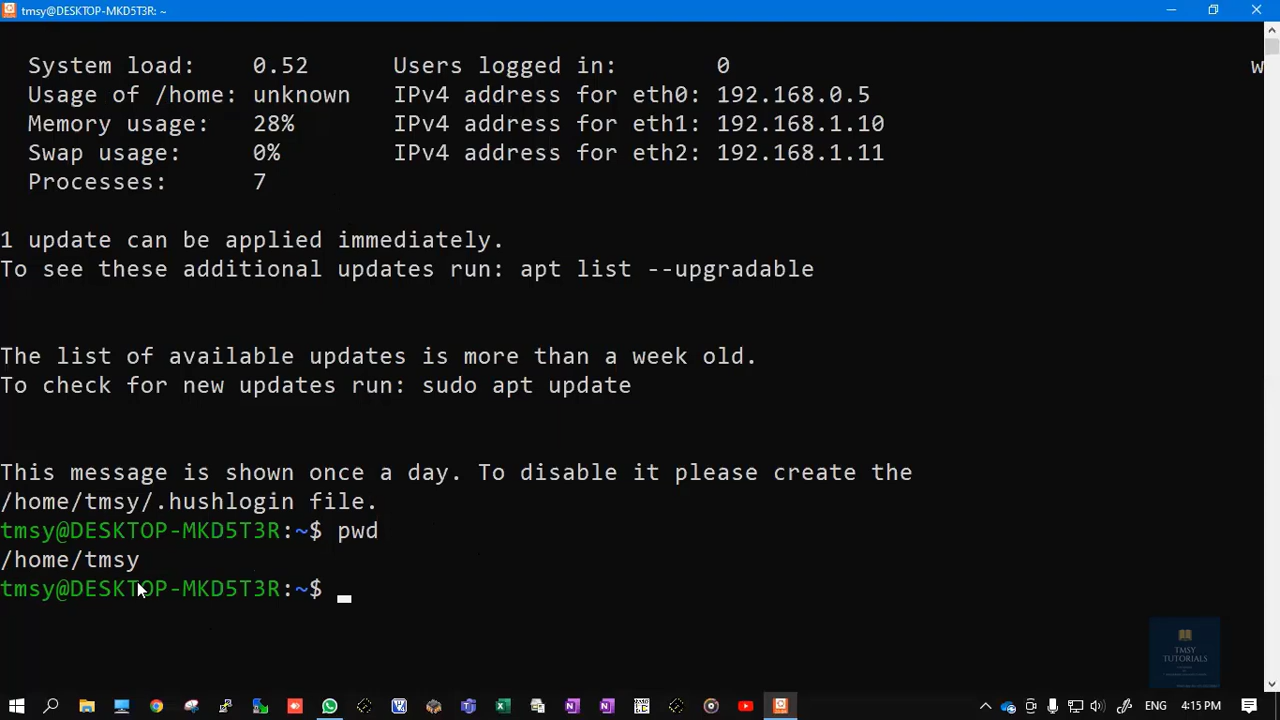 tmsy@DESKTOP-MKD5T3R: ~
System load: 0.52 Users logged in: 0 w
Usage of /home: unknown IPv4 address for eth0: 192.168.0.5
Memory usage: 28% IPv4 address for eth1: 192.168.1.10
Swap usage: 0% IPv4 address for eth2: 192.168.1.11
Processes: 7
1 update can be applied immediately.
To see these additional updates run: apt list --upgradable
The list of available updates is more than a week old.
To check for new updates run: sudo apt update
This message is shown once a day. To disable it please create the
/home/tmsy/.hushlogin file.
tmsy@DESKTOP-MKD5T3R:~$ pwd
/home/tmsy
tmsy@DESKTOP-MKD5T3R:~$
TMSY
TUTORIALS
ENG 4:15 PM